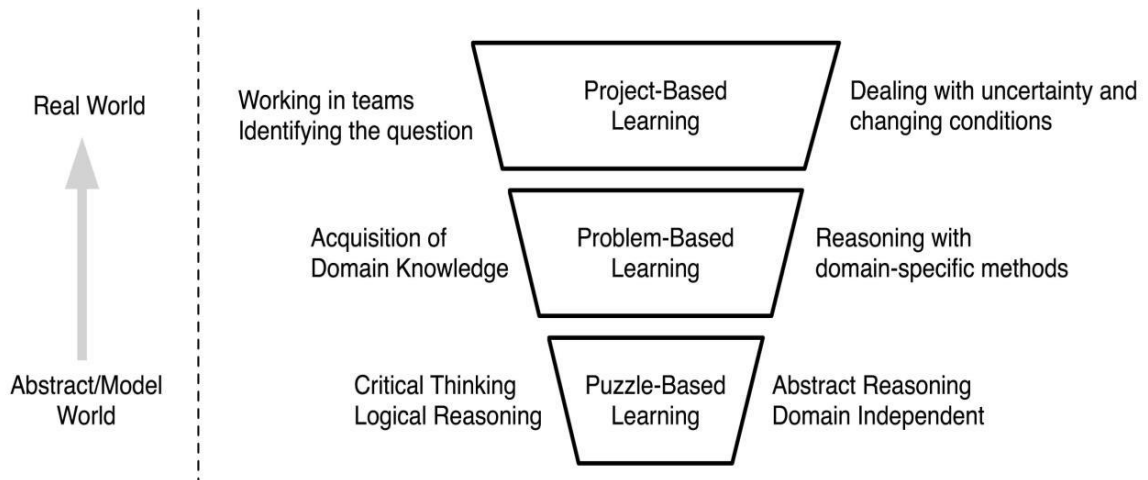 Real World
Working in teams
Identifying the question
Project-Based
Learning
Dealing with uncertainty and
changing conditions
Acquisition of
Domain Knowledge
Problem-Based
Learning
Reasoning with
domain-specific methods
Abstract/Model
World
Critical Thinking
Logical Reasoning
Puzzle-Based
Learning
Abstract Reasoning
Domain Independent